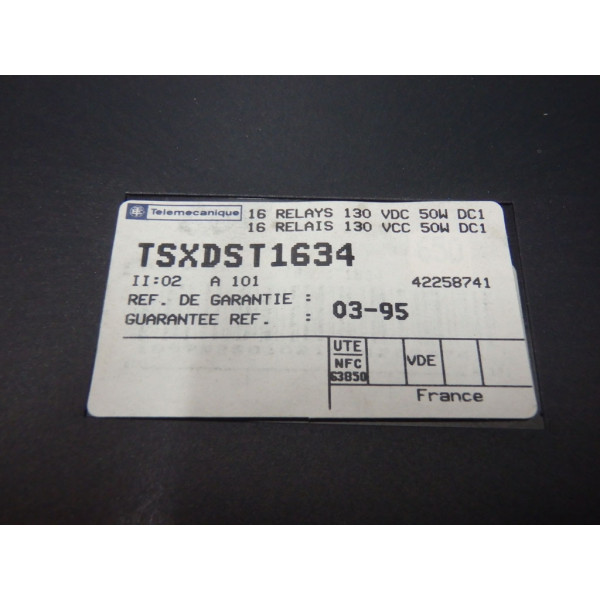 Telemecanique 16 RELAYS 130 VDC 50W DC1
16 RELAIS 130 VCC 50W DC1
TSXDST1634
II:02 A 101 42258741
REF. DE GARANTIE :
GUARANTEE REF. : 03-95
UTE
NFC VDE
63850
France